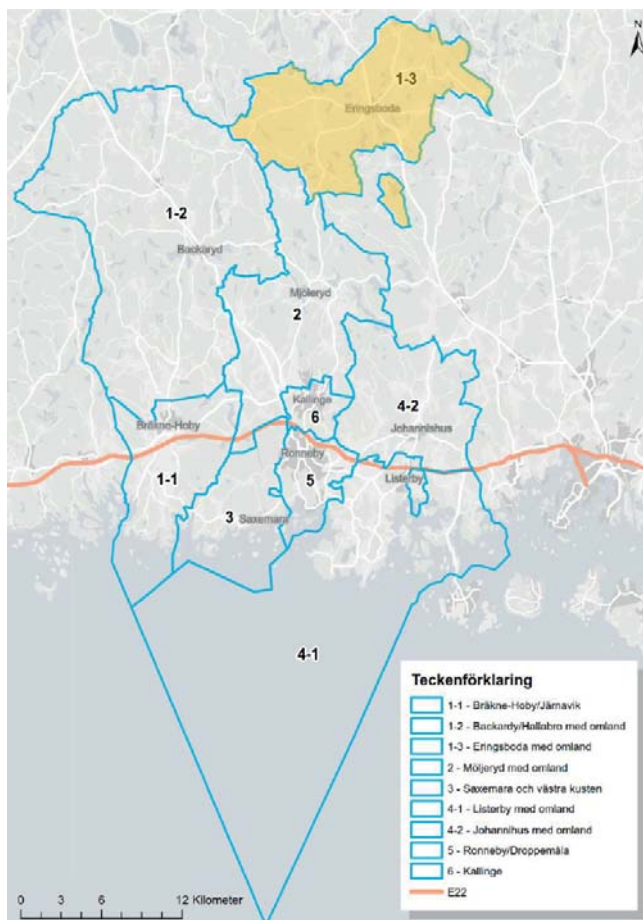 N
1-3
Eringsboda
1-2
Backaryd
Mjöleryd
2
Kallinge
6
4-2
Johannishus
Bräkne-Hoby
Ronneby
5
Listerby
1-1
3
Saxemara
4-1
Teckenförklaring
1-1 - Bräkne-Hoby/Järnavik
1-2 - Backardy/Hallabro med omland
1-3 - Eringsboda med omland
2 - Möljeryd med omland
3 - Saxemara och västra kusten
4-1 - Listerby med omland
4-2 - Johannihus med omland
5 - Ronneby/Droppemåla
6 - Kallinge
E22
0 3 6 12 Kilometer